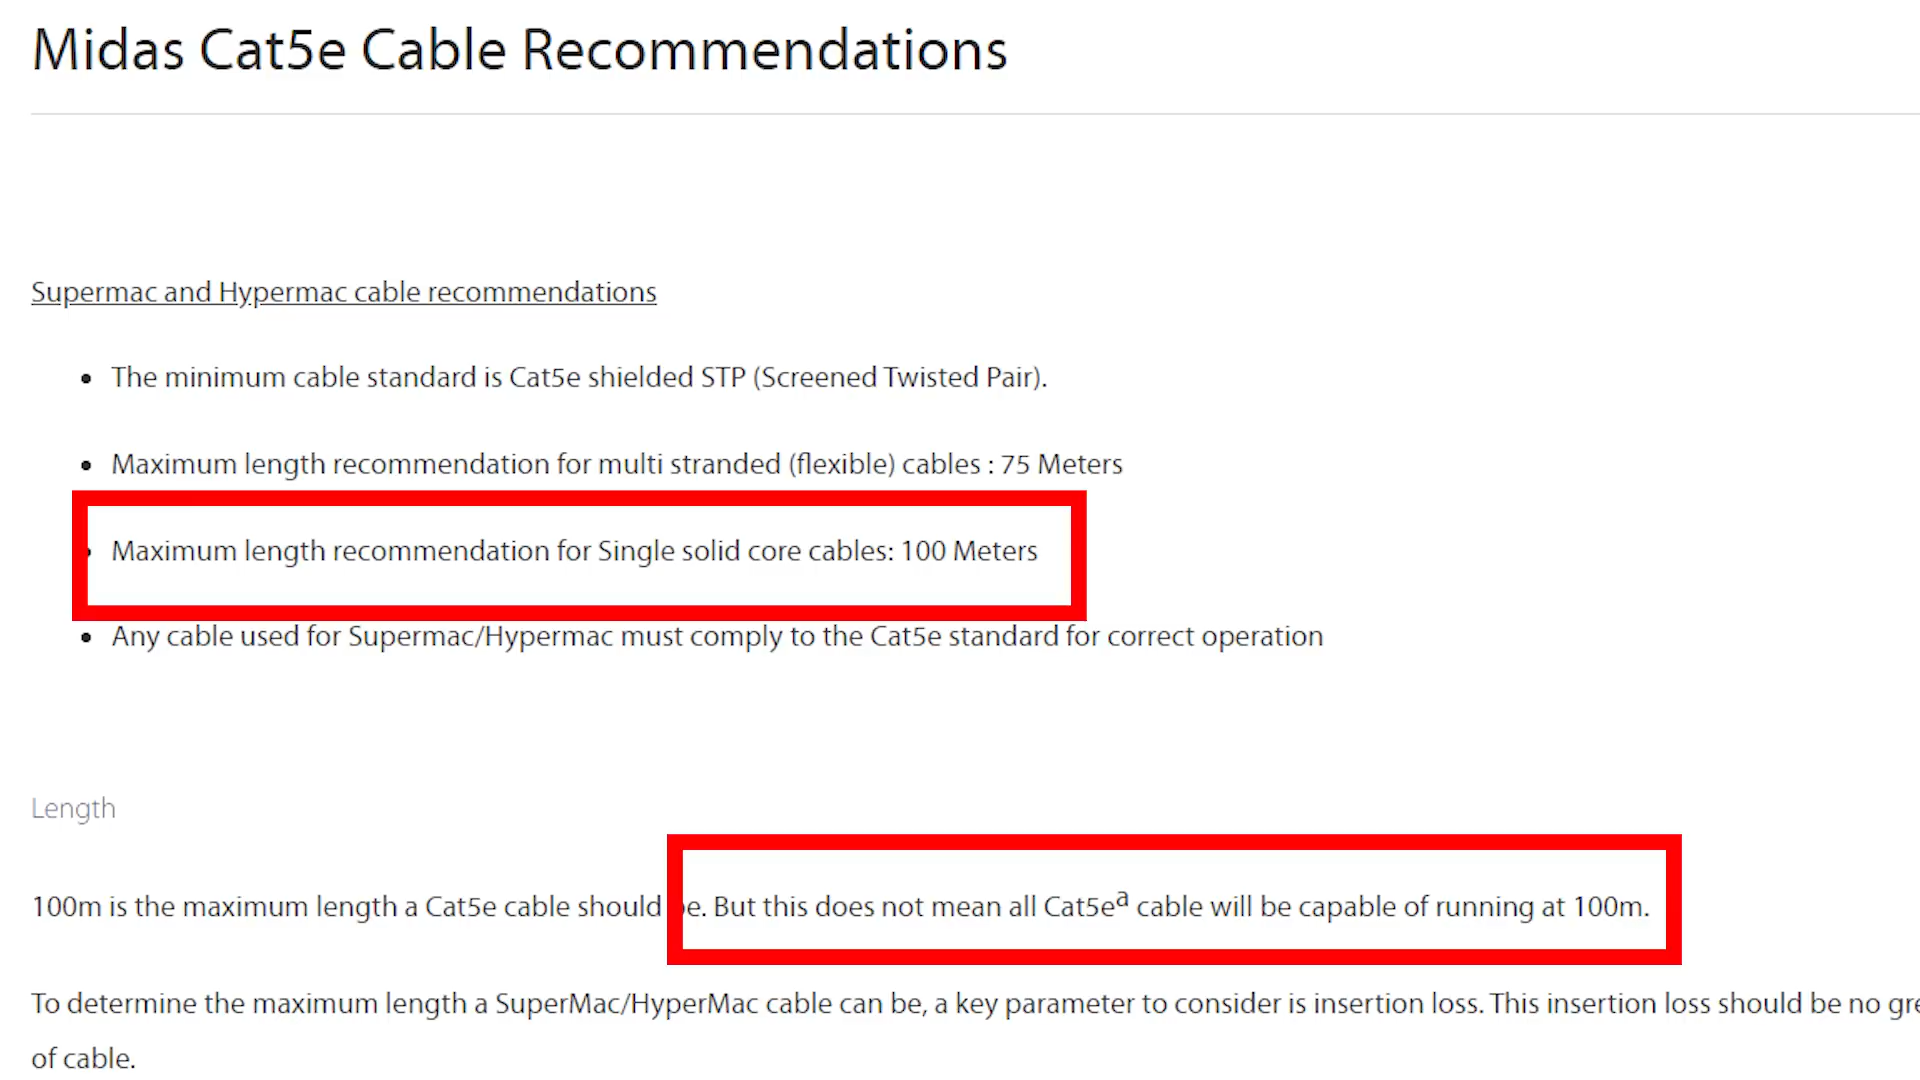 Midas Cat5e Cable Recommendations
Supermac and Hypermac cable recommendations
• The minimum cable standard is Cat5e shielded STP (Screened Twisted Pair).
• Maximum length recommendation for multi stranded (flexible) cables : 75 Meters
• Maximum length recommendation for Single solid core cables: 100 Meters
• Any cable used for Supermac/Hypermac must comply to the Cat5e standard for correct operation
Length
100m is the maximum length a Cat5e cable should be. But this does not mean all Cat5eª cable will be capable of running at 100m.
To determine the maximum length a SuperMac/HyperMac cable can be, a key parameter to consider is insertion loss. This insertion loss should be no
of cable.